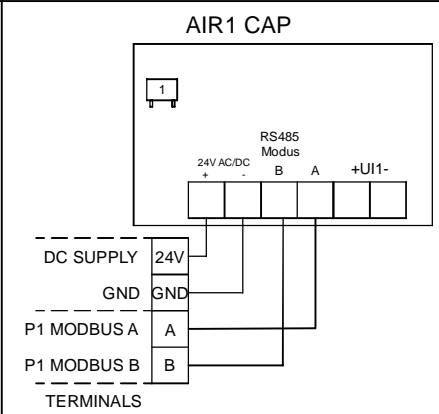 AIR1 CAP
1
RS485
Modus
24V AC/DC
+ - B A +UI1-
DC SUPPLY 24V
GND GND
P1 MODBUS A A
P1 MODBUS B B
TERMINALS